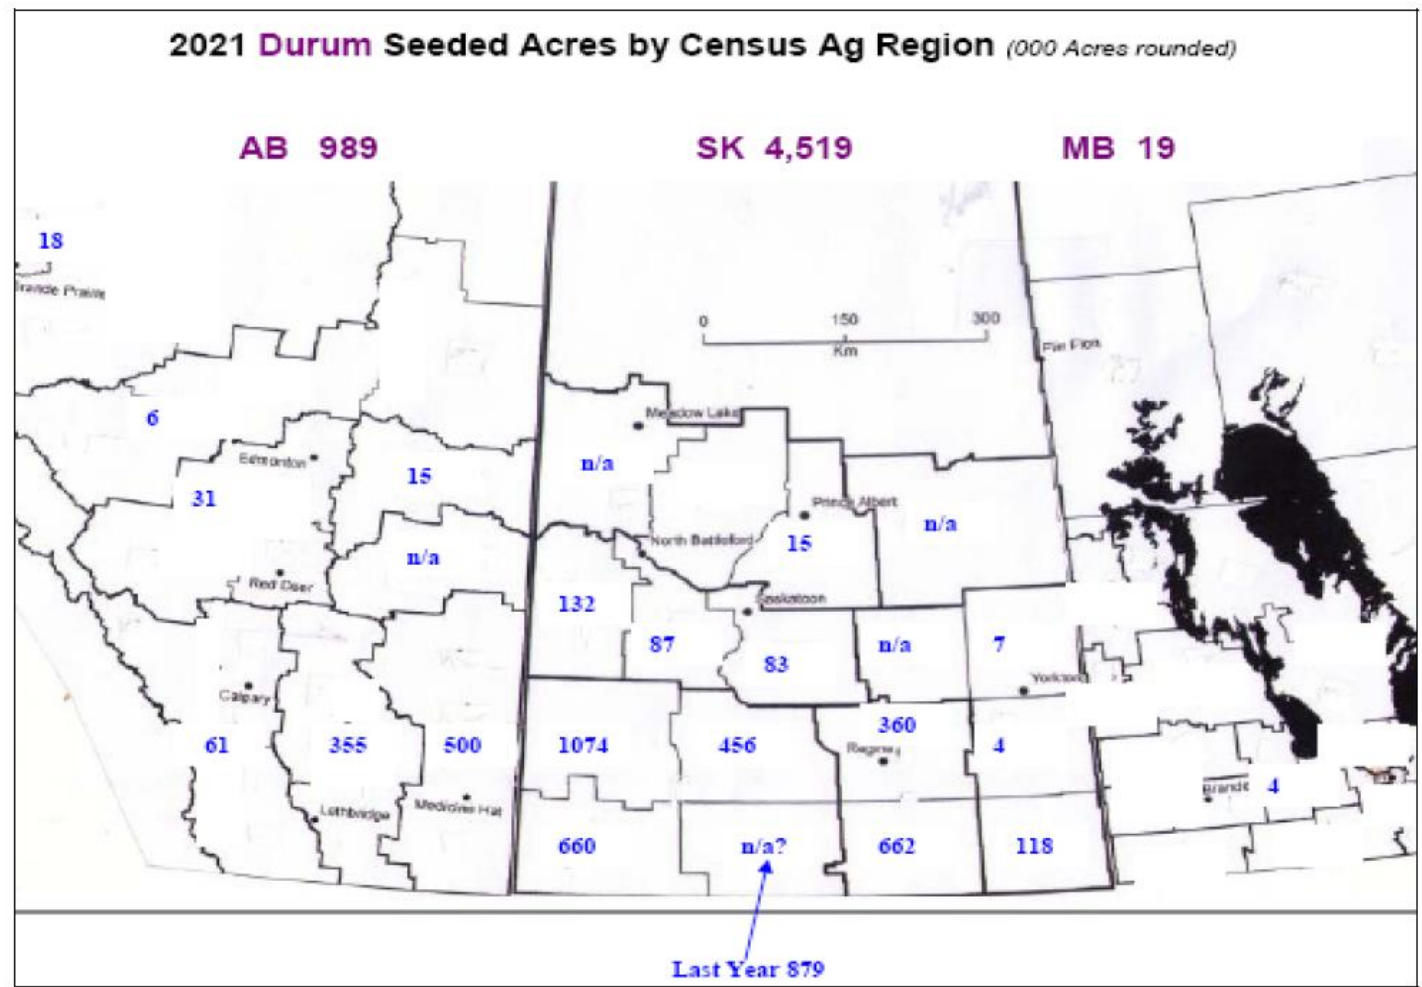 2021 Durum Seeded Acres by Census Ag Region (000 Acres rounded)
AB 989
SK 4,519
MB 19
18
Grande Prairie
0 150 300
Km
Flin Flon
6
Meadow Lake
Edmonton
n/a
15
31
Prince Albert
n/a
15
North Battleford
n/a
Red Deer
132
Saskatoon
87
83
n/a
7
Calgary
Yorkton
61
355
500
1074
456
360
Regina
4
Lethbridge
Medicine Hat
Brando
4
660
n/a?
662
118
Last Year 879